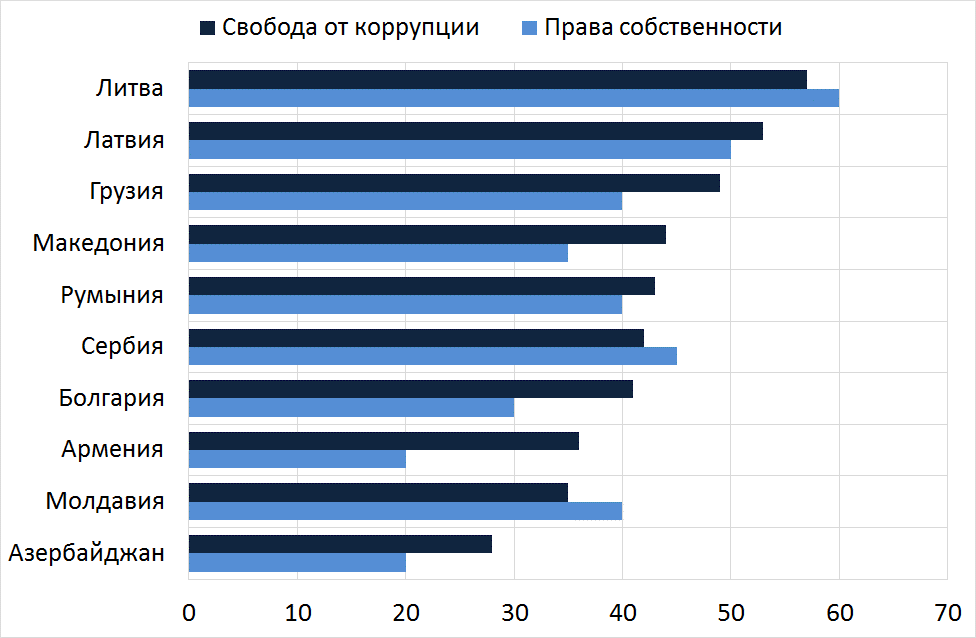 Свобода от коррупции Права собственности
Литва
Латвия
Грузия
Македония
Румыния
Сербия
Болгария
Армения
Молдавия
Азербайджан
0 10 20 30 40 50 60 70